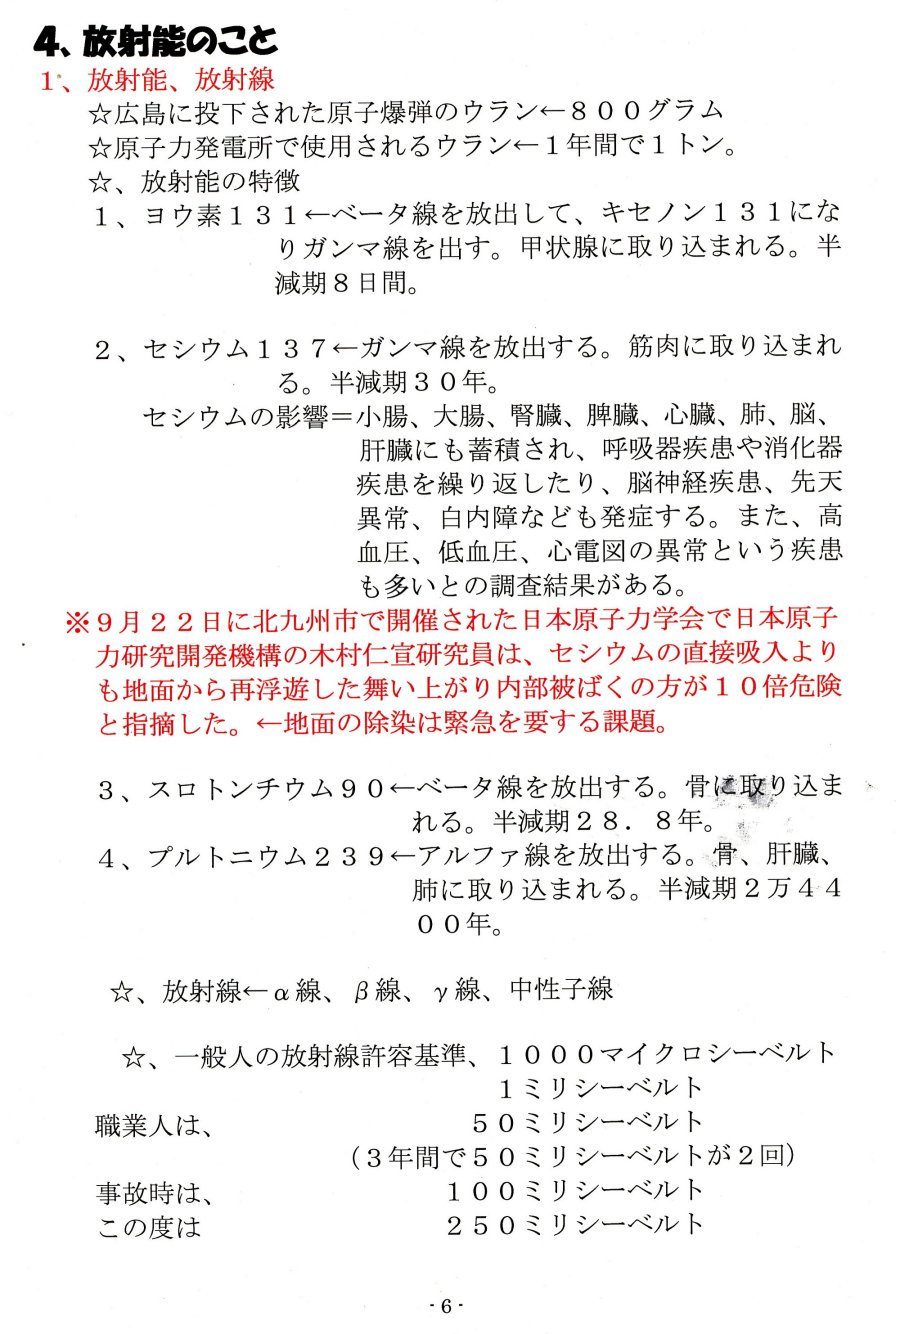 4、放射能のこと
1、放射能、放射線
☆広島に投下された原子爆弾のウラン←８００グラム
☆原子力発電所で使用されるウラン←１年間で１トン。
☆、放射能の特徴
１、ヨウ素１３１←ベータ線を放出して、キセノン１３１にな
りガンマ線を出す。甲状腺に取り込まれる。半
減期８日間。
２、セシウム１３７←ガンマ線を放出する。筋肉に取り込まれ
る。半減期３０年。
セシウムの影響＝小腸、大腸、腎臓、脾臓、心臓、肺、脳、
肝臓にも蓄積され、呼吸器疾患や消化器
疾患を繰り返したり、脳神経疾患、先天
異常、白内障なども発症する。また、高
血圧、低血圧、心電図の異常という疾患
も多いとの調査結果がある。
※９月２２日に北九州市で開催された日本原子力学会で日本原子
力研究開発機構の木村仁宣研究員は、セシウムの直接吸入より
も地面から再浮遊した舞い上がり内部被ばくの方が１０倍危険
と指摘した。←地面の除染は緊急を要する課題。
３、スロトンチウム９０←ベータ線を放出する。骨に取り込ま
れる。半減期２８．８年。
４、プルトニウム２３９←アルファ線を放出する。骨、肝臓、
肺に取り込まれる。半減期２万４４
００年。
☆、放射線←α線、β線、γ線、中性子線
☆、一般人の放射線許容基準、１０００マイクロシーベルト
１ミリシーベルト
職業人は、 ５０ミリシーベルト
（３年間で５０ミリシーベルトが２回）
事故時は、 １００ミリシーベルト
この度は ２５０ミリシーベルト
- 6 -